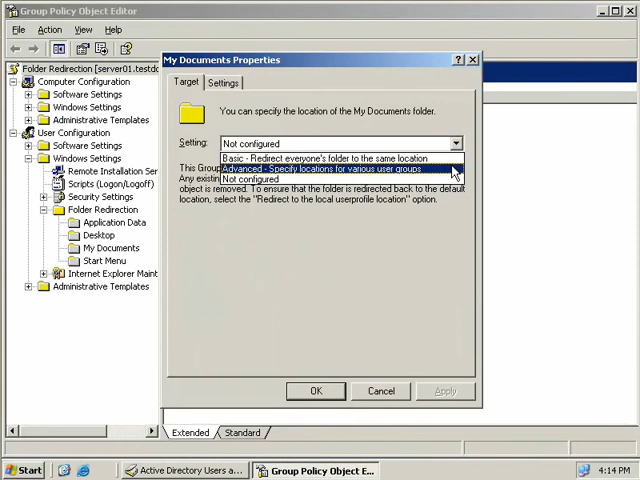 Group Policy Object Editor
File Action View Help
Folder Redirection [server01.testdo
Computer Configuration
Software Settings
Windows Settings
Administrative Templates
User Configuration
Software Settings
Windows Settings
Remote Installation Ser
Scripts (Logon/Logoff)
Security Settings
Folder Redirection
Application Data
Desktop
My Documents
Start Menu
Internet Explorer Maint
Administrative Templates
My Documents Properties
Target Settings
You can specify the location of the My Documents folder.
Setting: Not configured
Basic - Redirect everyone's folder to the same location
Advanced - Specify locations for various user groups
Not configured
This Group
Any existin
object is removed. To ensure that the folder is redirected back to the default
location, select the "Redirect to the local userprofile location" option.
OK Cancel Apply
Extended Standard
Start Active Directory Users a... Group Policy Object E... 4:14 PM